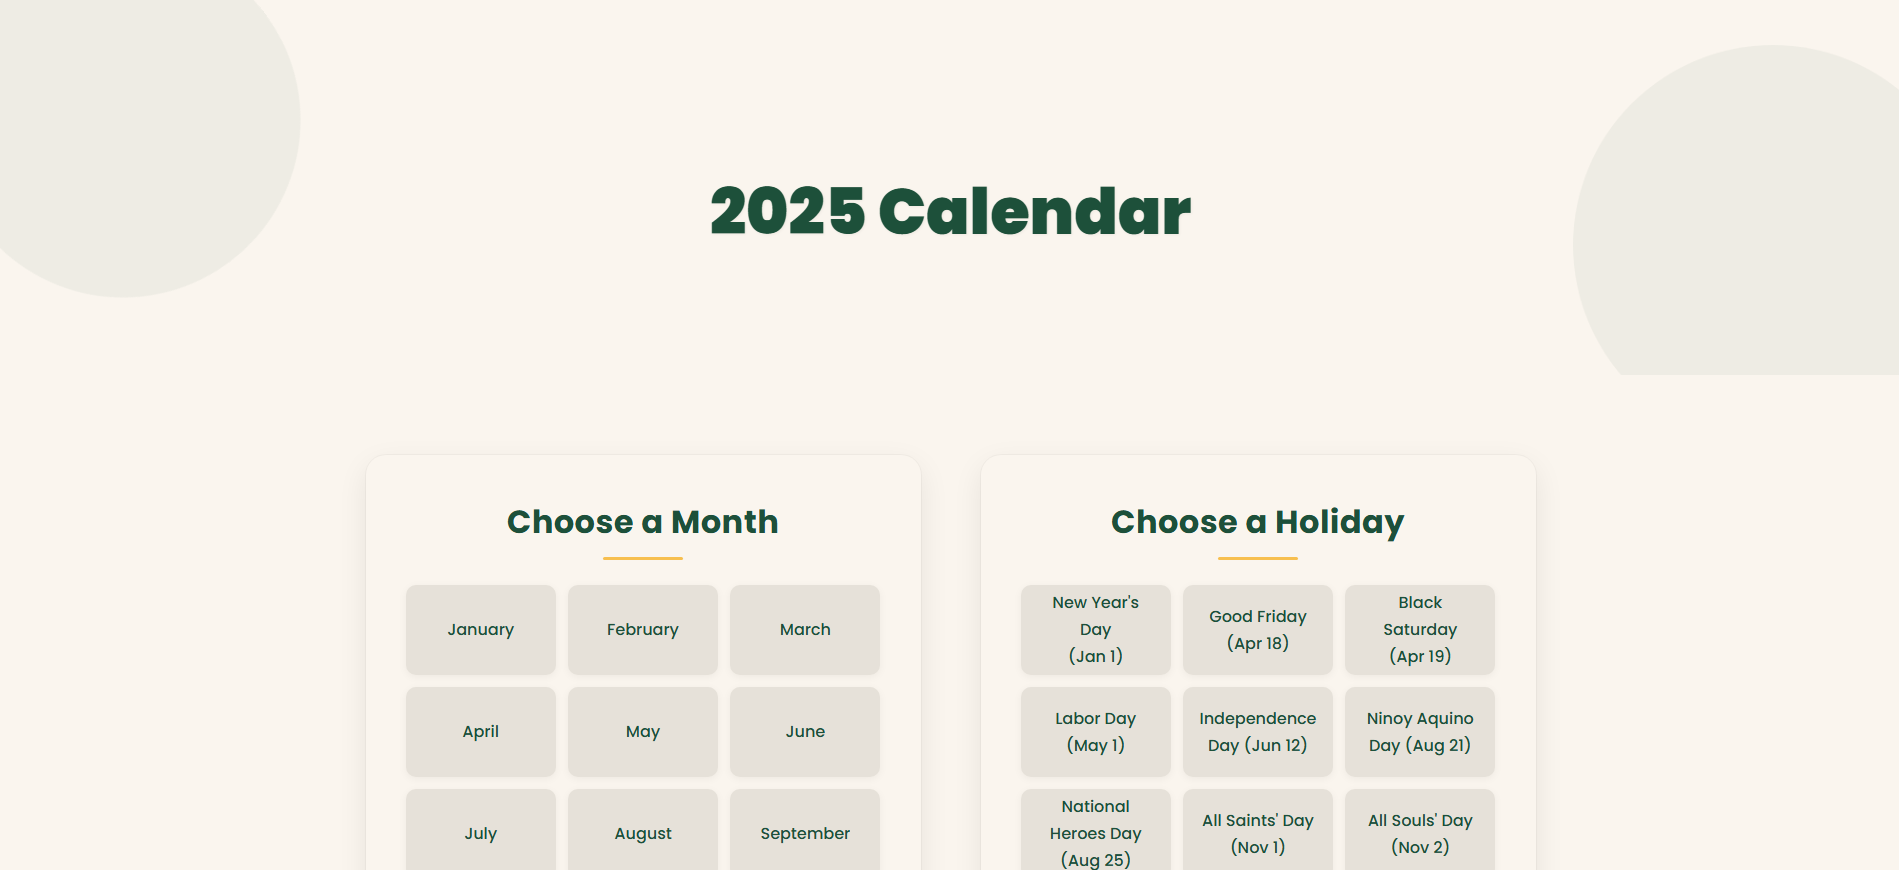 2025 Calendar
Choose a Month
January
February
March
April
May
June
July
August
September
Choose a Holiday
New Year's
Day
(Jan 1)
Good Friday
(Apr 18)
Black
Saturday
(Apr 19)
Labor Day
(May 1)
Independence
Day (Jun 12)
Ninoy Aquino
Day (Aug 21)
National
Heroes Day
(Aug 25)
All Saints' Day
(Nov 1)
All Souls' Day
(Nov 2)